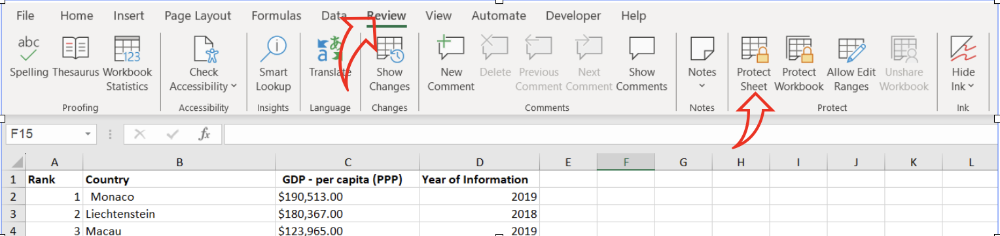 File Home Insert Page Layout Formulas Data Review View Automate Developer Help
abc
Spelling
Thesaurus
123
Workbook
Statistics
Proofing
Check
Accessibility
Accessibility
Smart
Lookup
Insights
Translate
Language
Show
Changes
Changes
New
Comment
Delete
Previous
Comment
Next
Comment
Show
Comments
Comments
Notes
Notes
Protect
Sheet
Protect
Workbook
Allow Edit
Ranges
Unshare
Workbook
Protect
Hide
Ink
Ink
F15 fx
A B C D E F G H I J K L
1 Rank Country GDP - per capita (PPP) Year of Information
2 1 Monaco $190,513.00 2019
3 2 Liechtenstein $180,367.00 2018
4 3 Macau $123,965.00 2019